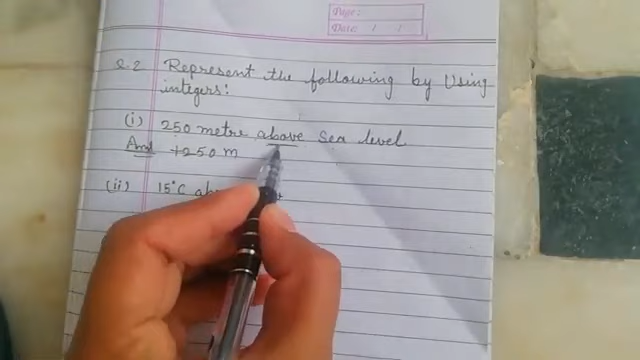 Page:
Date: / /
Q.2 Represent the following by Using
integers:
(i) 250 metre above Sea level
Ans +250 m
(ii) 15°C